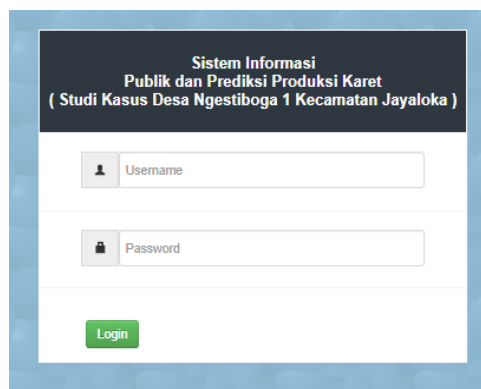 Sistem Informasi
Publik dan Prediksi Produksi Karet
( Studi Kasus Desa Ngestiboga 1 Kecamatan Jayaloka )
Username
Password
Login